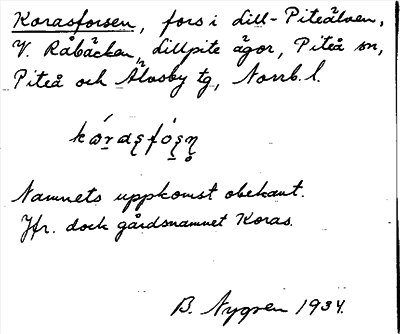 Korasforsen, fors i Lill-Piteälven,
V. Råbäcken, Lillpite ägor, Piteå sn,
Piteå och Älvsby tg, Norrb. l.
Namnets uppkomst obekant.
Jfr. dock gårdsnamnet Koras.
B. Nygren 1934.